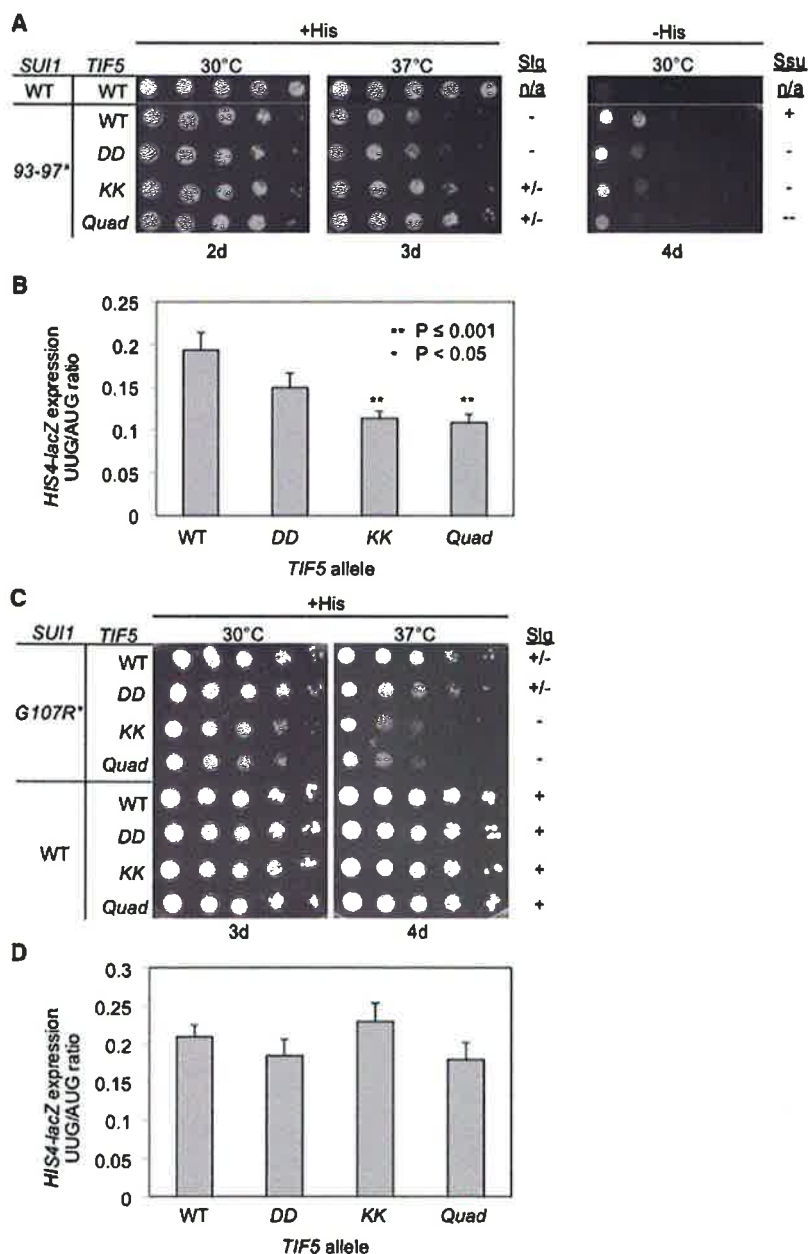 A
+His
-His
SUI1 TIF5 30°C 37°C Slg 30°C Ssu
WT WT n/a n/a
93-97*
WT - +
DD - -
KK +/- -
Quad +/- --
2d 3d 4d
B
HIS4-lacZ expression
UUG/AUG ratio
0.25
0.2
0.15
0.1
0.05
0
** P ≤ 0.001
* P < 0.05
** **
WT DD KK Quad
TIF5 allele
C
+His
SUI1 TIF5 30°C 37°C Slg
G107R*
WT +/-
DD +/-
KK -
Quad -
WT
WT +
DD +
KK +
Quad +
3d 4d
D
HIS4-lacZ expression
UUG/AUG ratio
0.3
0.25
0.2
0.15
0.1
0.05
0
WT DD KK Quad
TIF5 allele